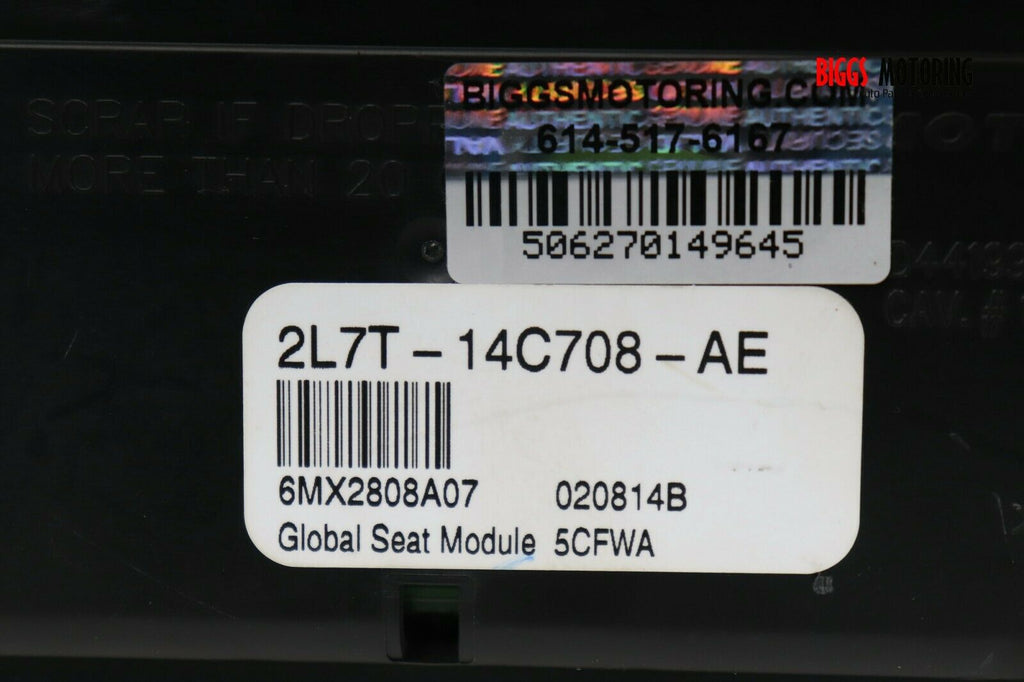 BIGGS MOTORING
BIGGSMOTORING.COM
614-517-6167
506270149645
SCRAP IF DROPPED
MORE THAN 20
2L7T - 14C708 - AE
6MX2808A07 020814B
Global Seat Module 5CFWA